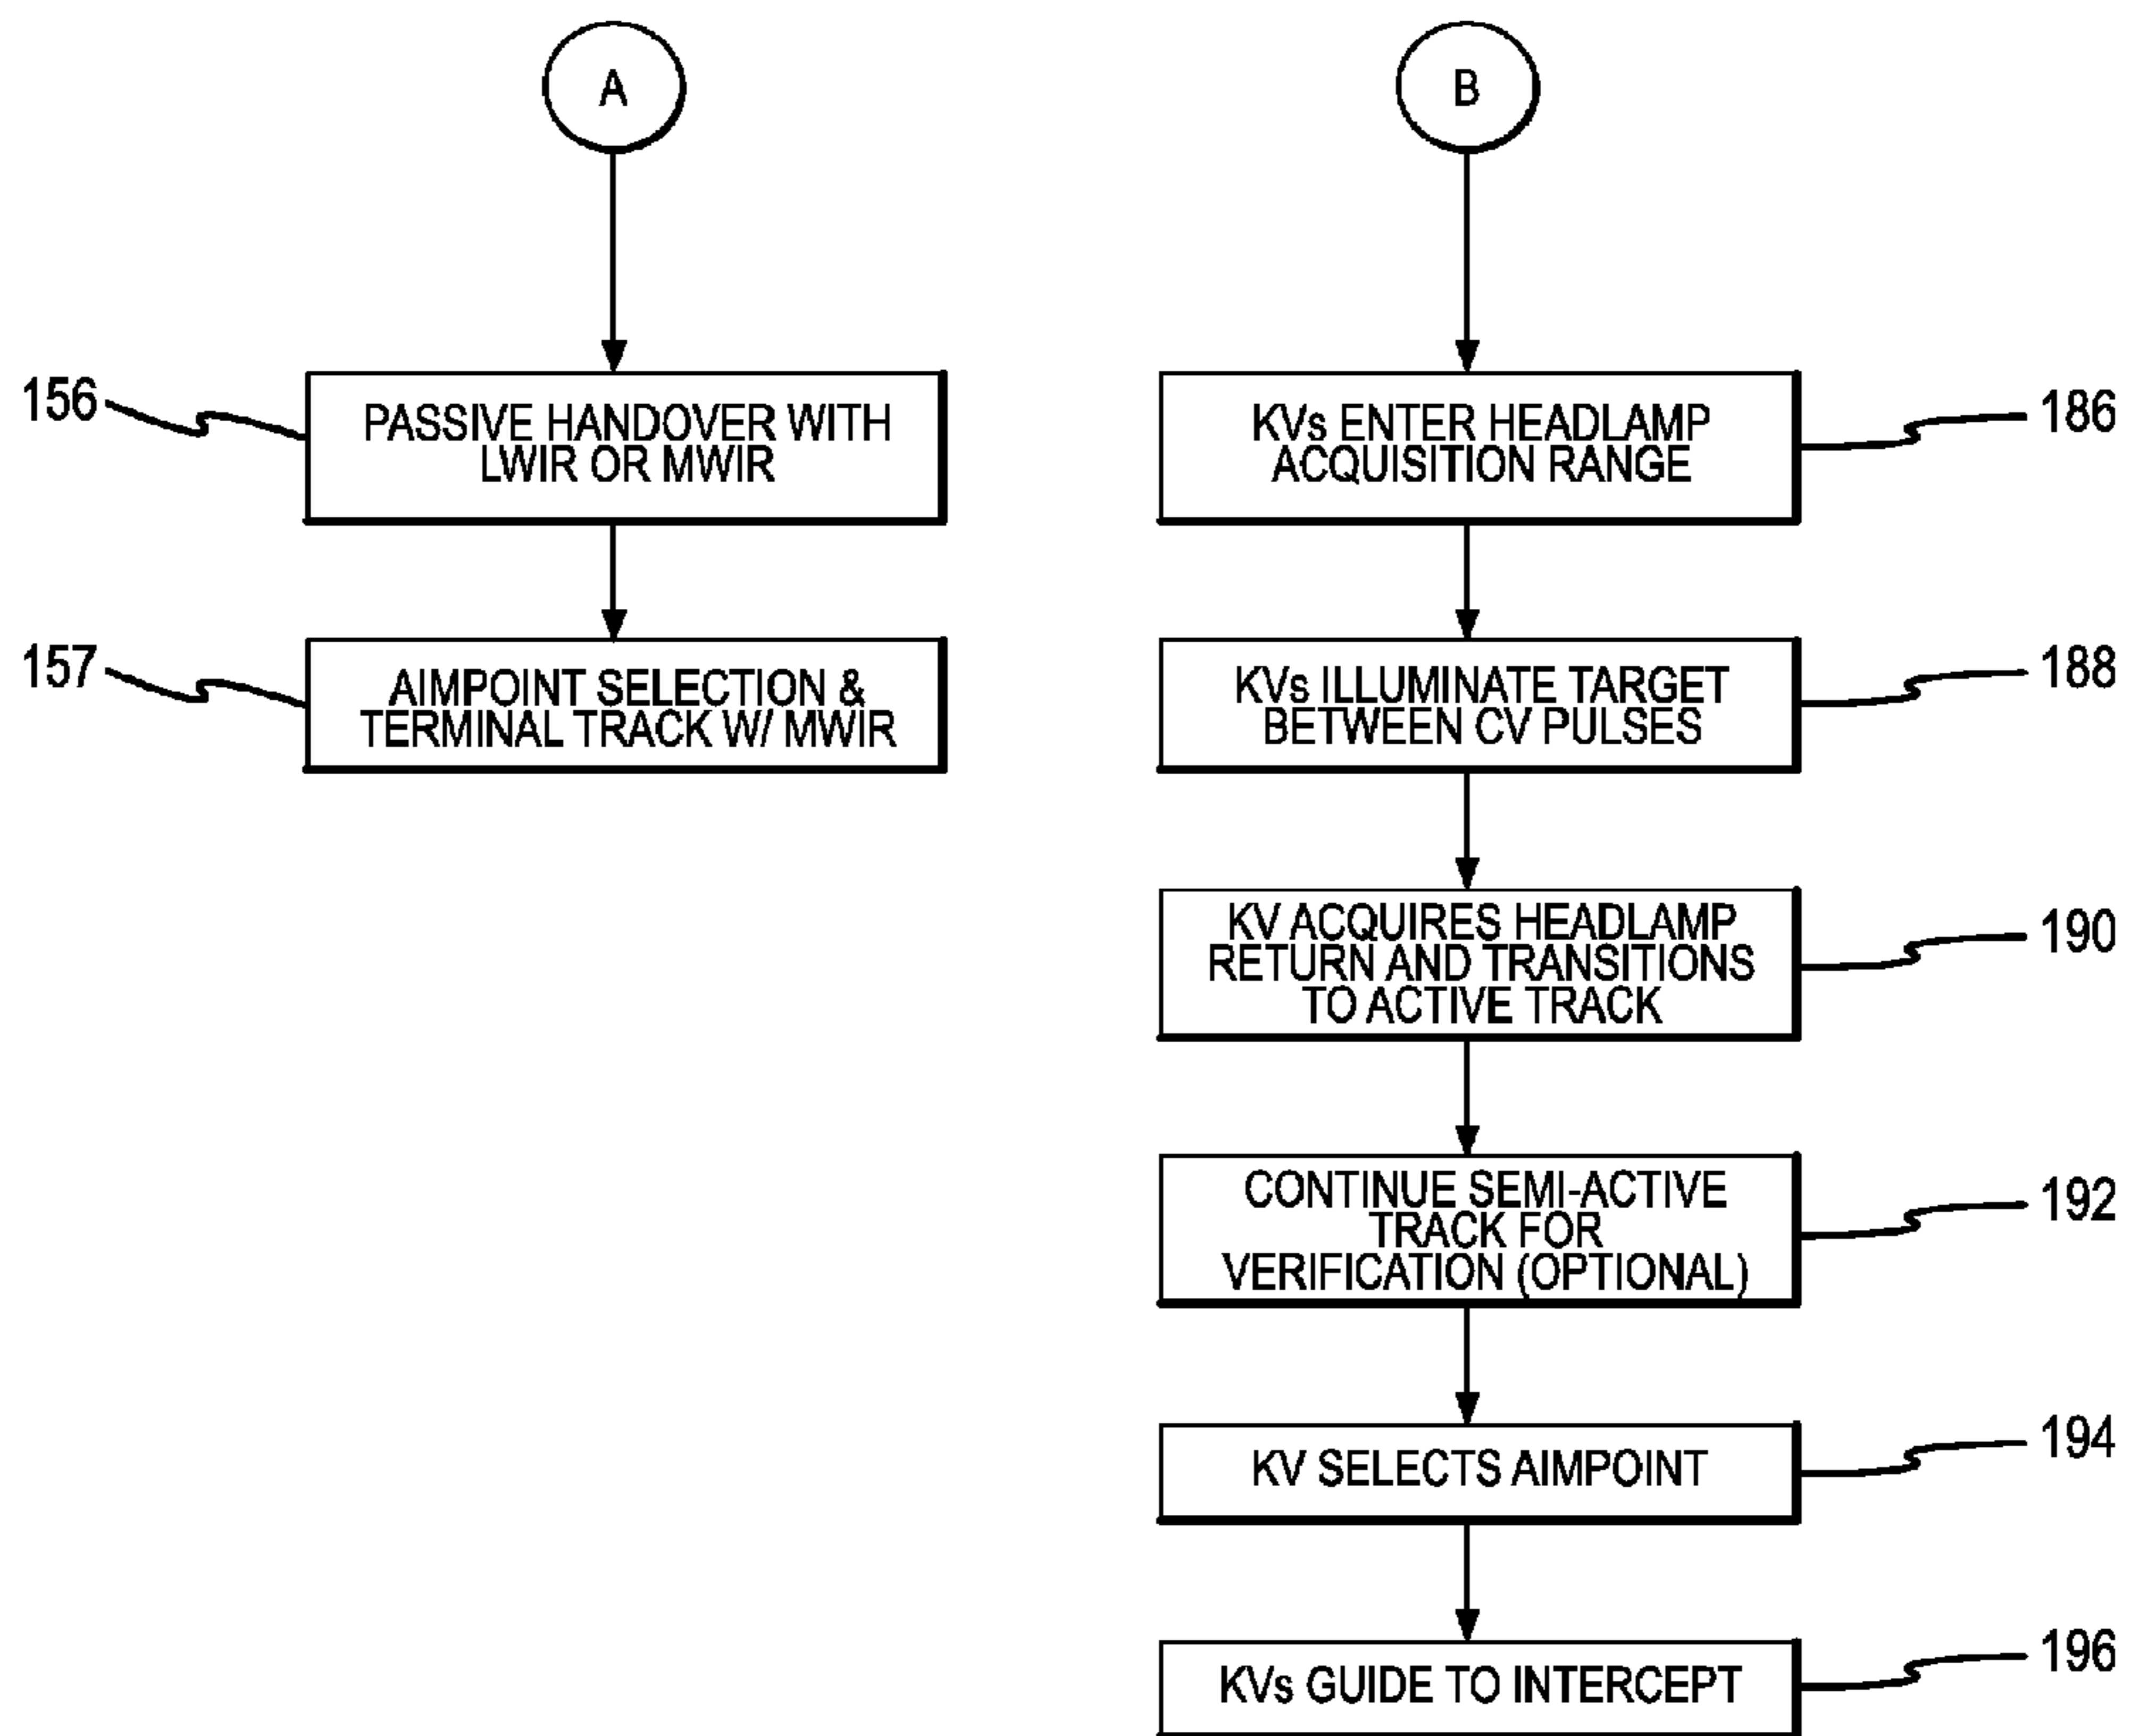 A
156
PASSIVE HANDOVER WITH
LWIR OR MWIR
157
AIMPOINT SELECTION &
TERMINAL TRACK W/ MWIR
B
KVs ENTER HEADLAMP
ACQUISITION RANGE
186
KVs ILLUMINATE TARGET
BETWEEN CV PULSES
188
KV ACQUIRES HEADLAMP
RETURN AND TRANSITIONS
TO ACTIVE TRACK
190
CONTINUE SEMI-ACTIVE
TRACK FOR
VERIFICATION (OPTIONAL)
192
KV SELECTS AIMPOINT
194
KVs GUIDE TO INTERCEPT
196